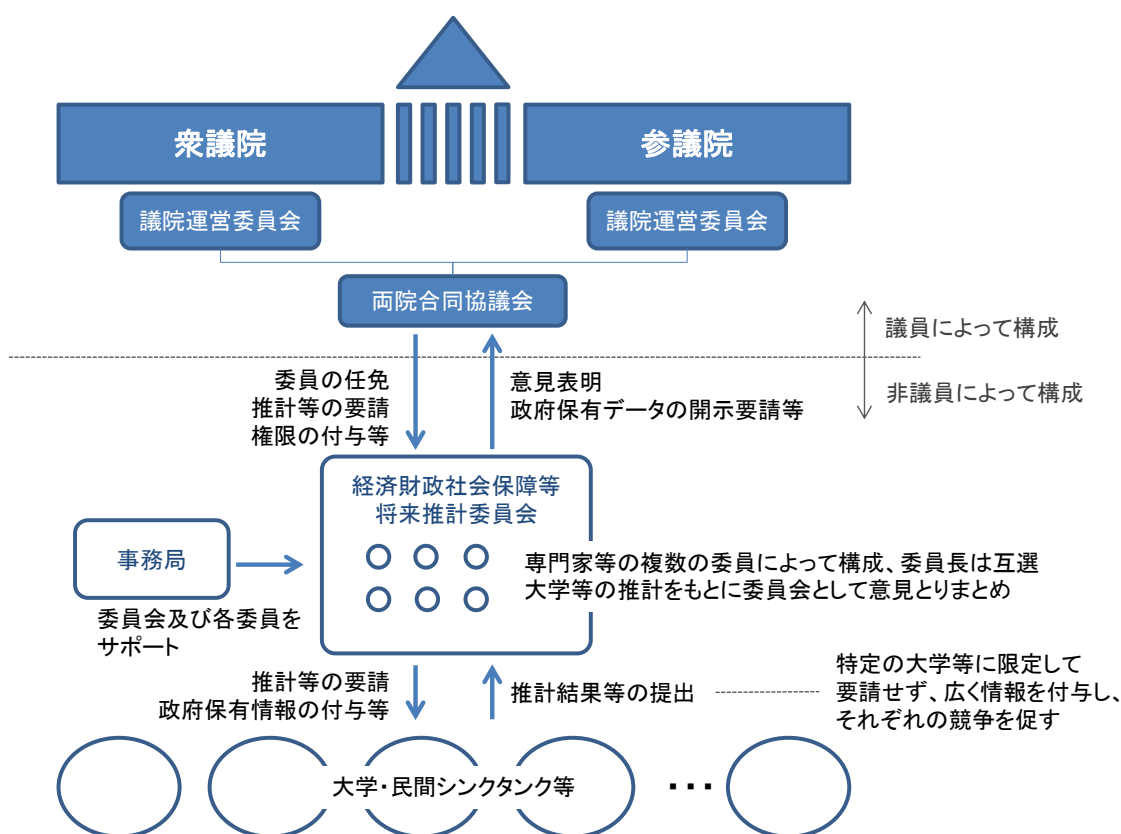 衆議院
参議院
議院運営委員会
議院運営委員会
両院合同協議会
議員によって構成
非議員によって構成
委員の任免
推計等の要請
権限の付与等
意見表明
政府保有データの開示要請等
経済財政社会保障等
将来推計委員会
事務局
委員会及び各委員を
サポート
専門家等の複数の委員によって構成、委員長は互選
大学等の推計をもとに委員会として意見とりまとめ
推計等の要請
政府保有情報の付与等
推計結果等の提出
特定の大学等に限定して
要請せず、広く情報を付与し、
それぞれの競争を促す
大学・民間シンクタンク等
・・・